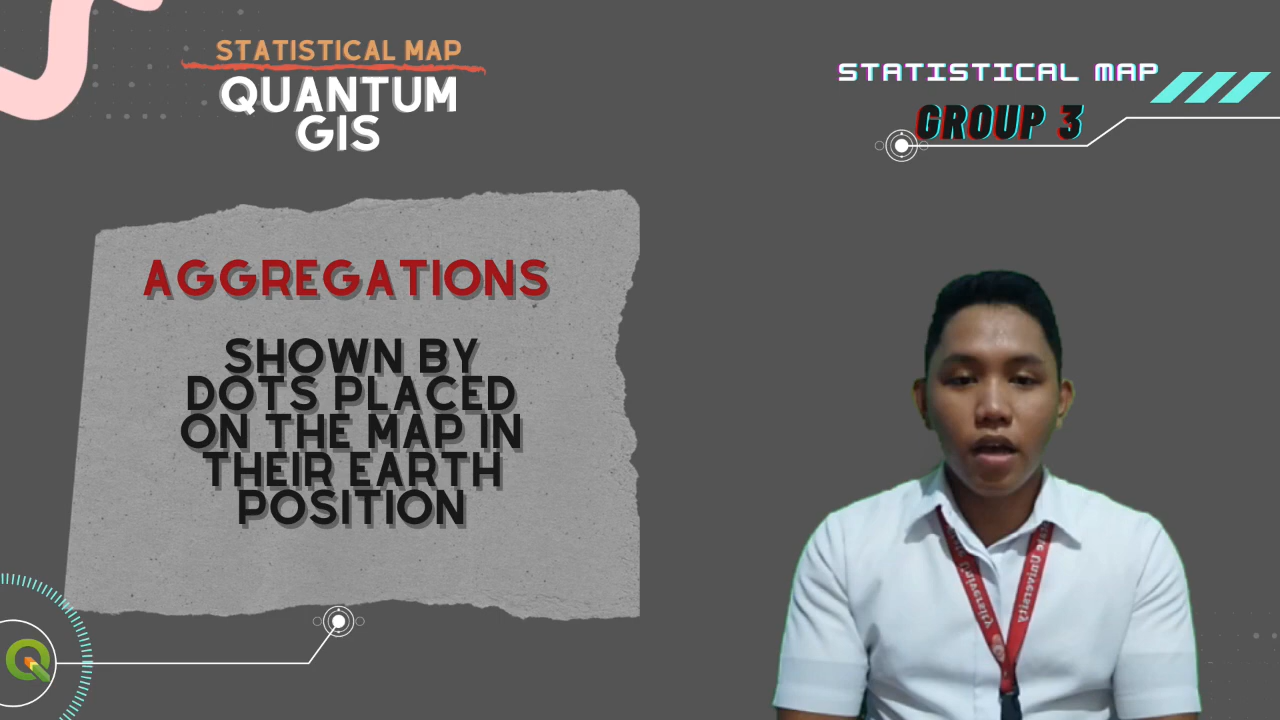 STATISTICAL MAP
QUANTUM
GIS
STATISTICAL MAP
GROUP 3
AGGREGATIONS
SHOWN BY
DOTS PLACED
ON THE MAP IN
THEIR EARTH
POSITION
University